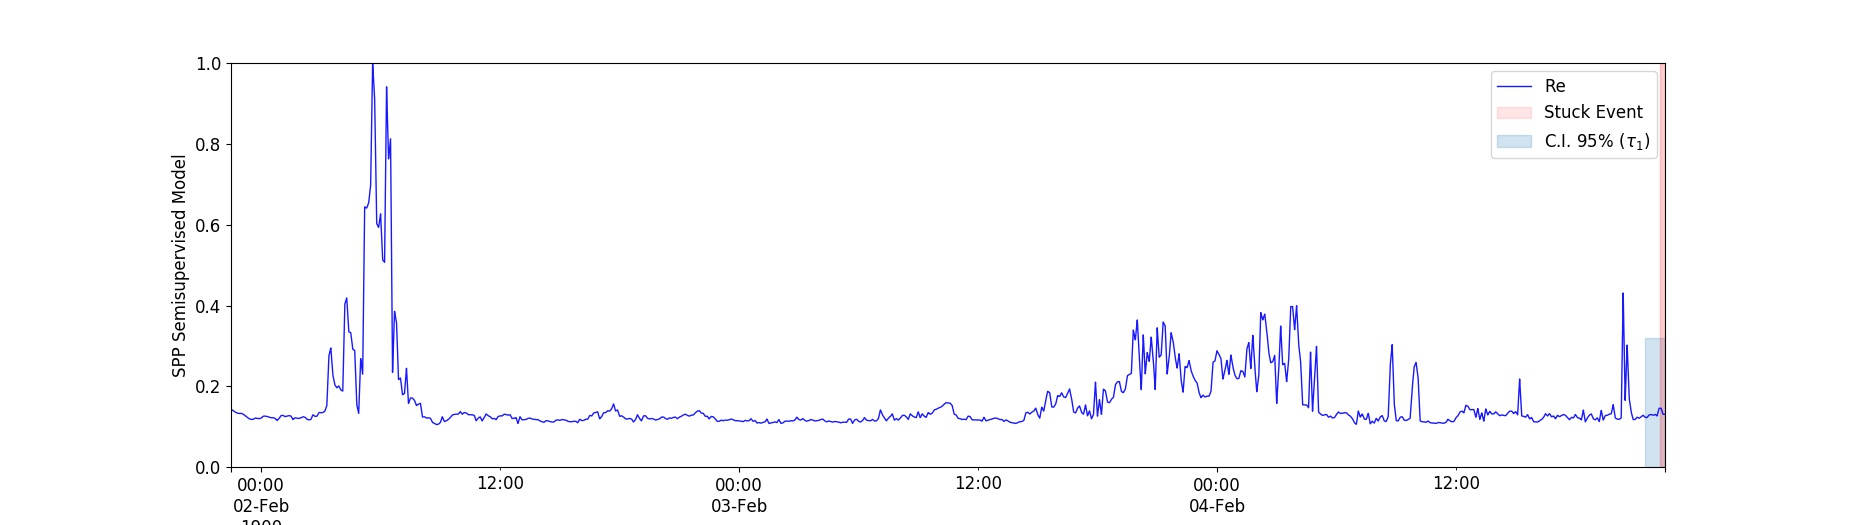 SPP Semisupervised Model
1.0
0.8
0.6
0.4
0.2
0.0
Re
Stuck Event
C.I. 95% (τ₁)
00:00 12:00 00:00 12:00 00:00 12:00
02-Feb 03-Feb 04-Feb
1900